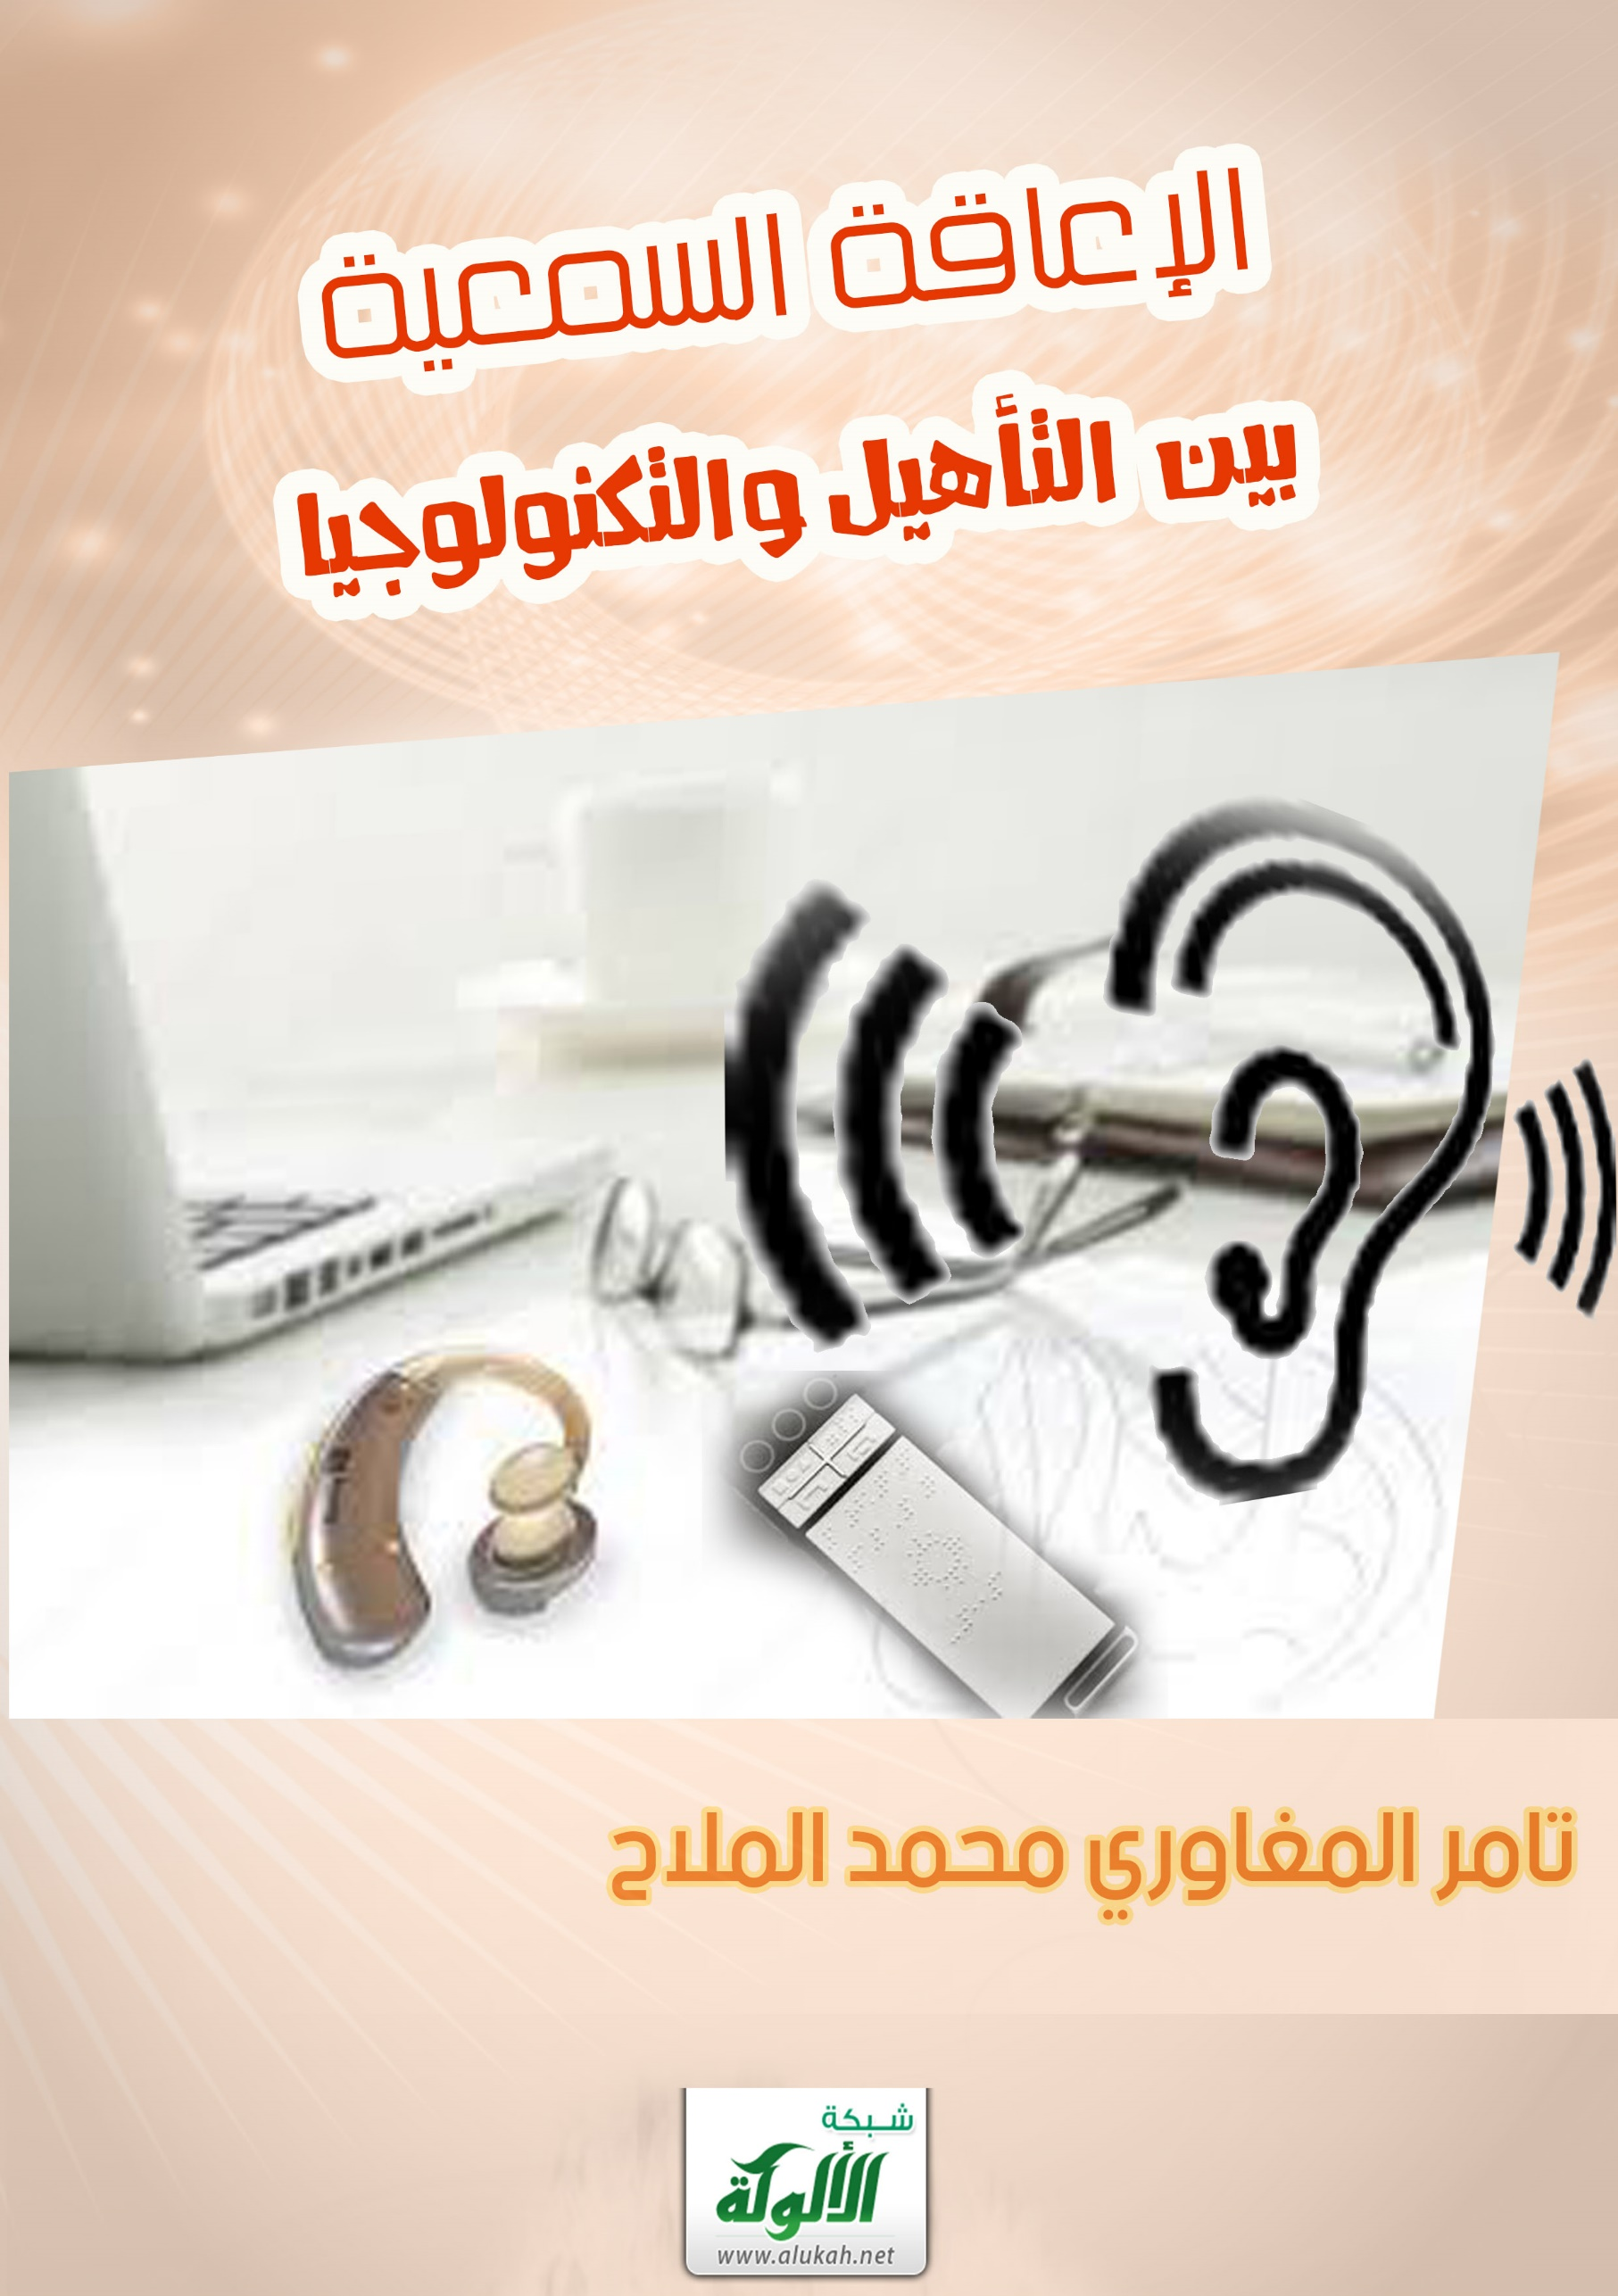 الإعاقة السمعية
بين التأهيل والتكنولوجيا
تامر المغاوري محمد الملاح
شبكة
الألوكة
www.alukah.net